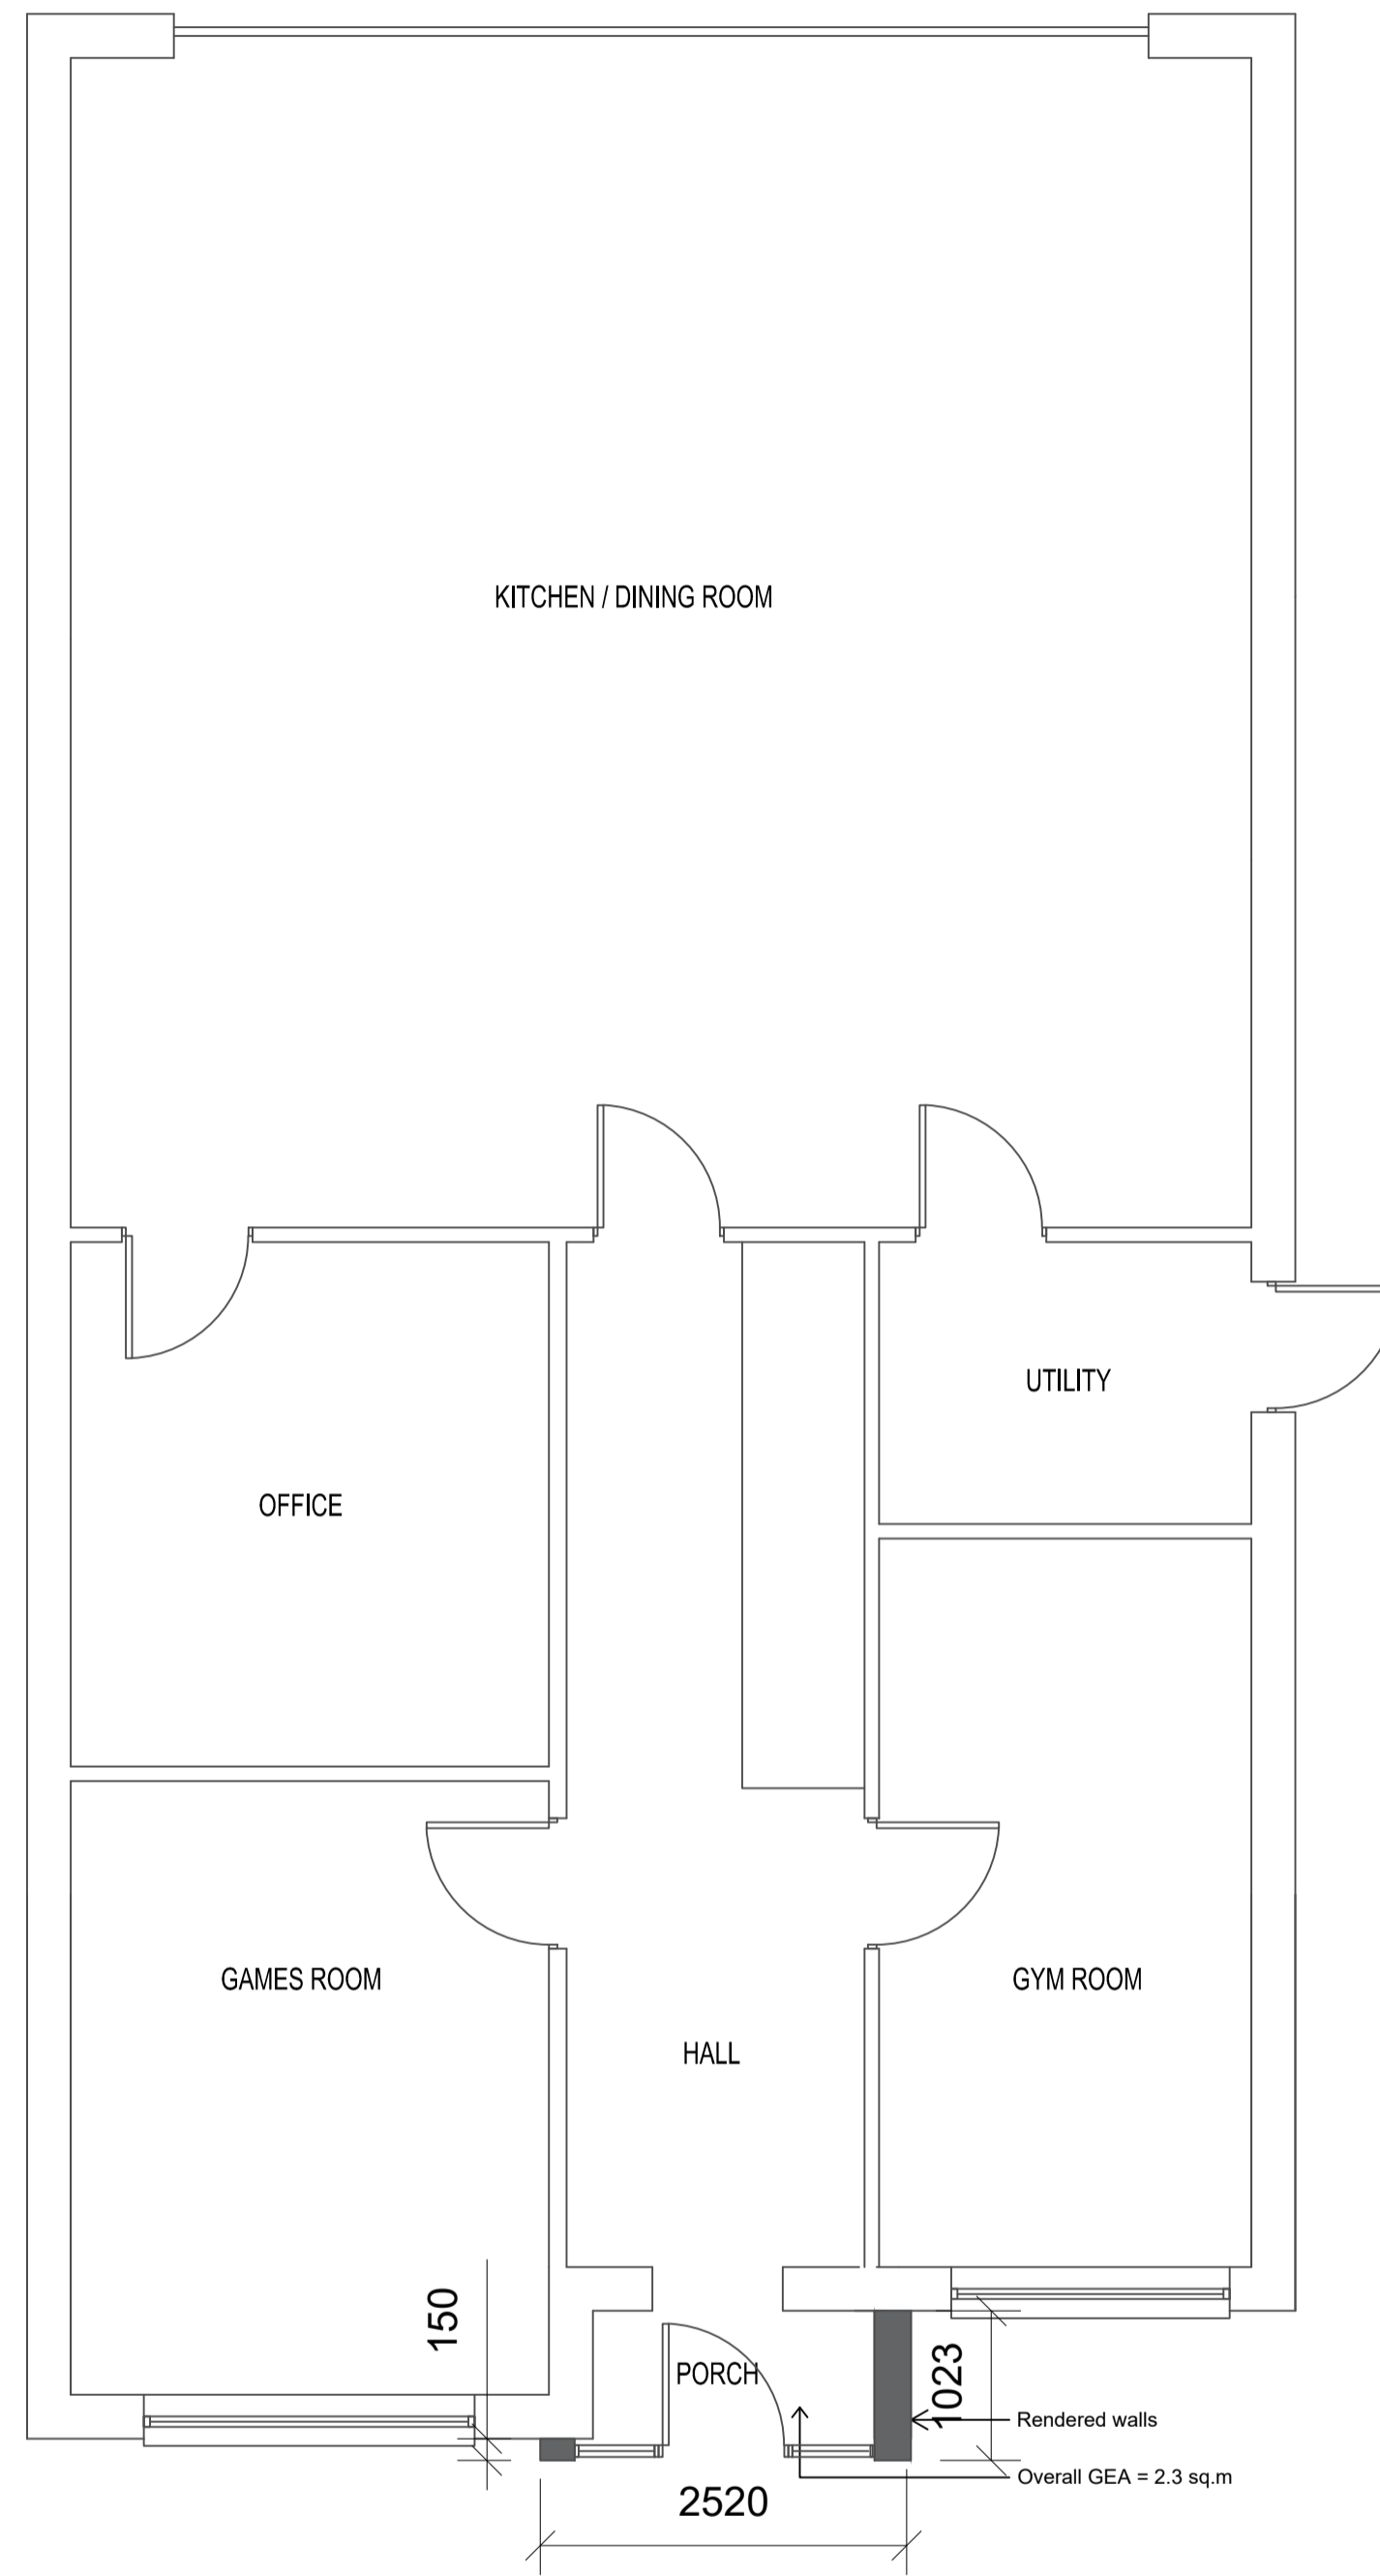 KITCHEN / DINING ROOM
UTILITY
OFFICE
GAMES ROOM
GYM ROOM
HALL
150
PORCH
1023
Rendered walls
Overall GEA = 2.3 sq.m
2520